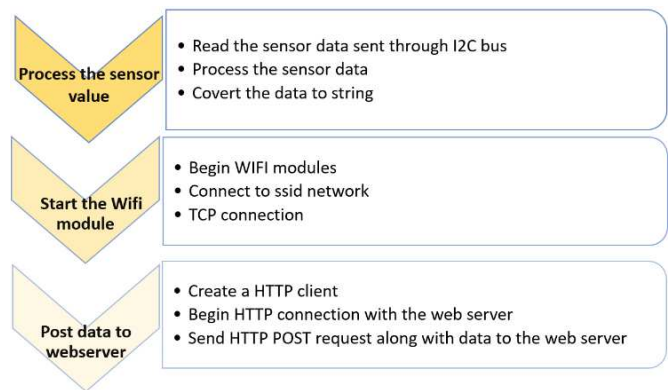 Process the sensor
value
• Read the sensor data sent through I2C bus
• Process the sensor data
• Covert the data to string
Start the Wifi
module
• Begin WIFI modules
• Connect to ssid network
• TCP connection
Post data to
webserver
• Create a HTTP client
• Begin HTTP connection with the web server
• Send HTTP POST request along with data to the web server